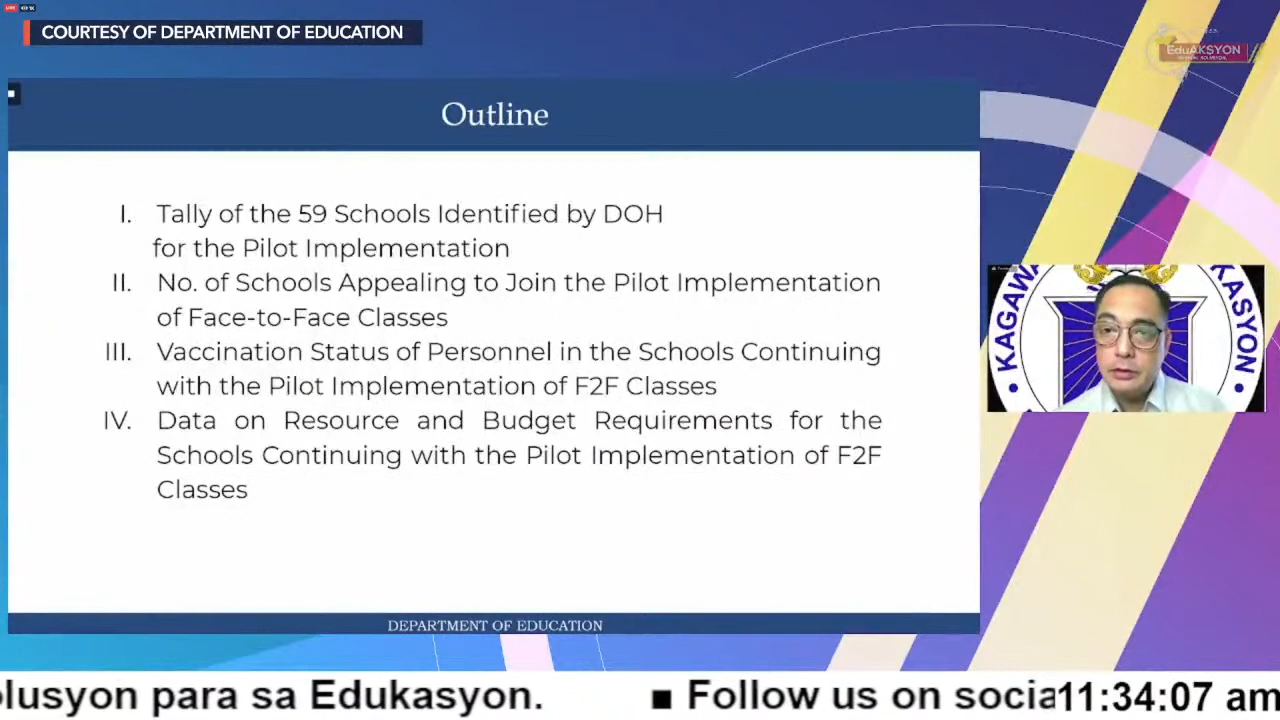 LIVE
COURTESY OF DEPARTMENT OF EDUCATION
EduAKSYON
Outline
I. Tally of the 59 Schools Identified by DOH
for the Pilot Implementation
II. No. of Schools Appealing to Join the Pilot Implementation
of Face-to-Face Classes
III. Vaccination Status of Personnel in the Schools Continuing
with the Pilot Implementation of F2F Classes
IV. Data on Resource and Budget Requirements for the
Schools Continuing with the Pilot Implementation of F2F
Classes
KAGAWA
KASYON
DEPARTMENT OF EDUCATION
olusyon para sa Edukasyon. ■ Follow us on socia
11:34:07 am